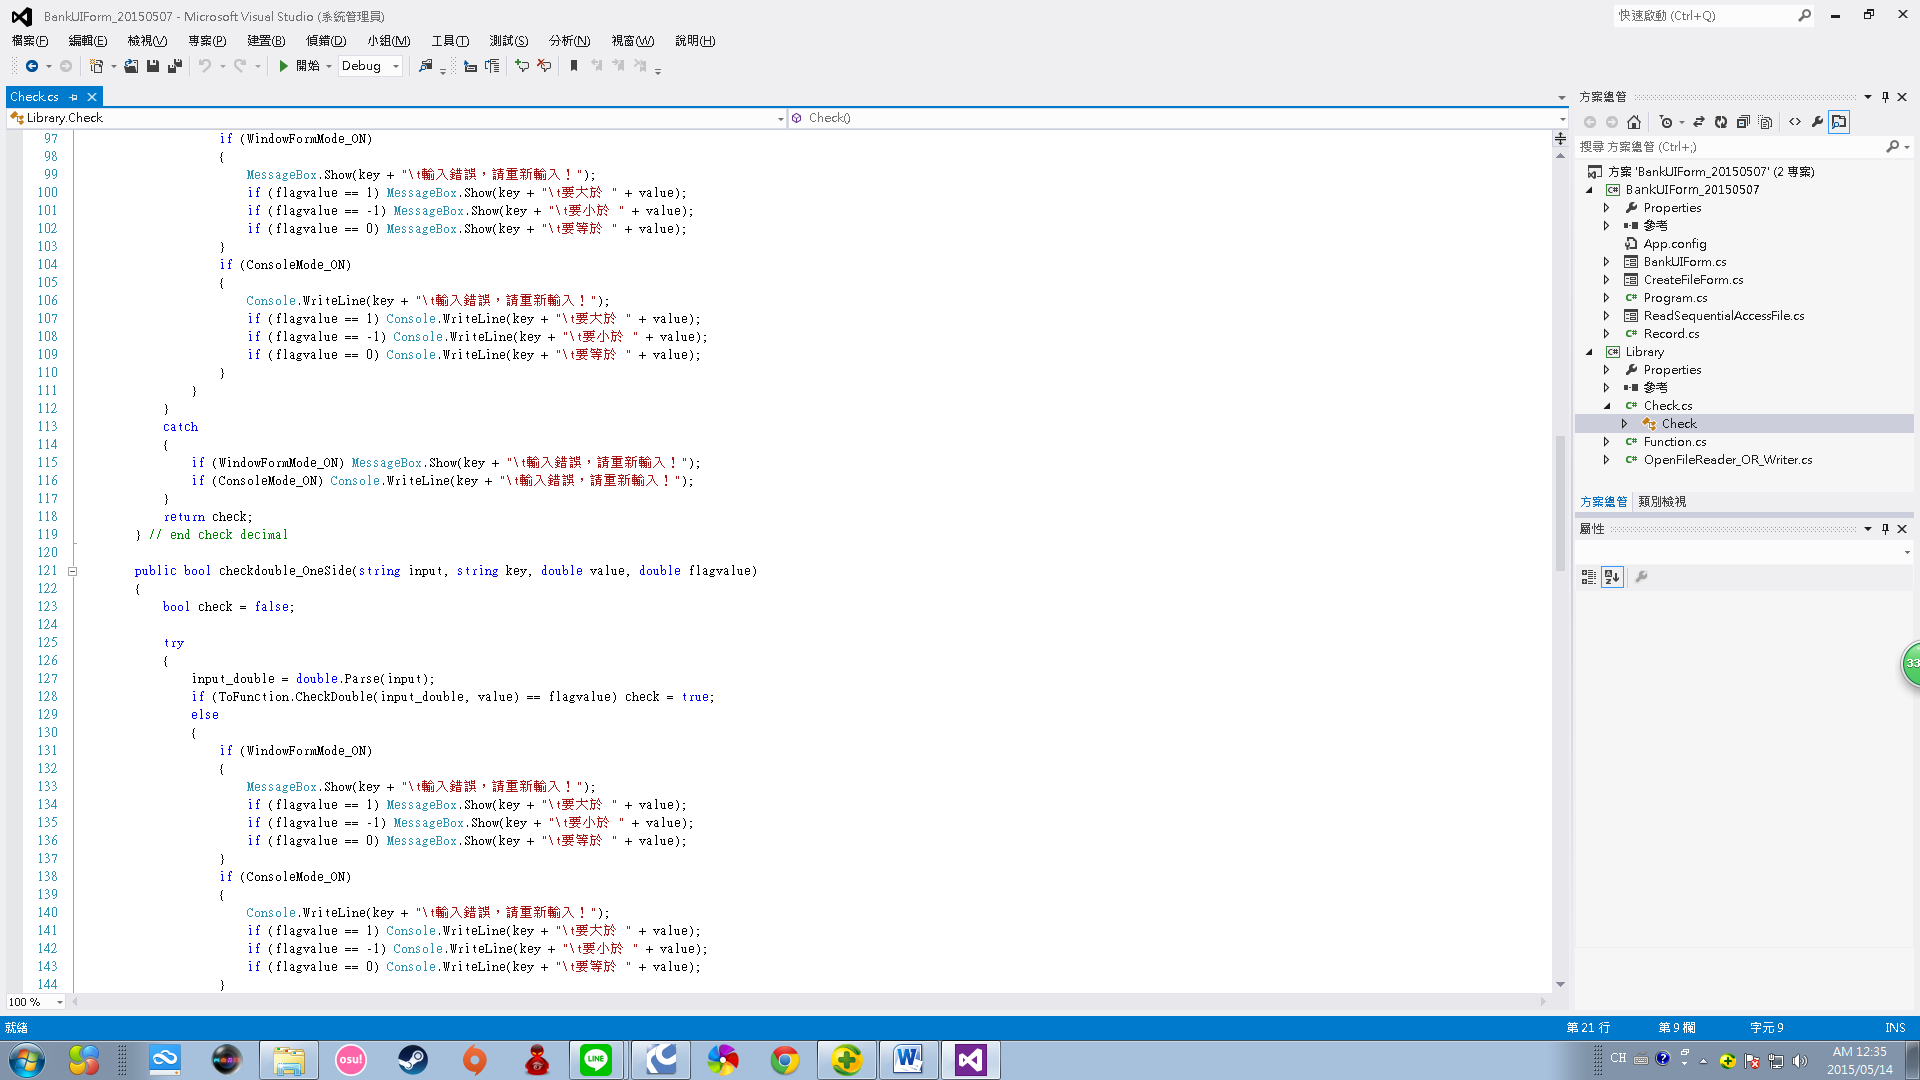 BankUIForm_20150507 - Microsoft Visual Studio (系統管理員)
快速啟動 (Ctrl+Q)
檔案(F) 編輯(E) 檢視(V) 專案(P) 建置(B) 偵錯(D) 小組(M) 工具(T) 測試(S) 分析(N) 視窗(W) 說明(H)
開始 Debug
Check.cs
Library.Check Check()
97 if (WindowFormMode_ON)
98 {
99 MessageBox.Show(key + "\t輸入錯誤，請重新輸入！");
100 if (flagvalue == 1) MessageBox.Show(key + "\t要大於 " + value);
101 if (flagvalue == -1) MessageBox.Show(key + "\t要小於 " + value);
102 if (flagvalue == 0) MessageBox.Show(key + "\t要等於 " + value);
103 }
104 if (ConsoleMode_ON)
105 {
106 Console.WriteLine(key + "\t輸入錯誤，請重新輸入！");
107 if (flagvalue == 1) Console.WriteLine(key + "\t要大於 " + value);
108 if (flagvalue == -1) Console.WriteLine(key + "\t要小於 " + value);
109 if (flagvalue == 0) Console.WriteLine(key + "\t要等於 " + value);
110 }
111 }
112 }
113 catch
114 {
115 if (WindowFormMode_ON) MessageBox.Show(key + "\t輸入錯誤，請重新輸入！");
116 if (ConsoleMode_ON) Console.WriteLine(key + "\t輸入錯誤，請重新輸入！");
117 }
118 return check;
119 } // end check decimal
120
121 public bool checkdouble_OneSide(string input, string key, double value, double flagvalue)
122 {
123 bool check = false;
124
125 try
126 {
127 input_double = double.Parse(input);
128 if (ToFunction.CheckDouble(input_double, value) == flagvalue) check = true;
129 else
130 {
131 if (WindowFormMode_ON)
132 {
133 MessageBox.Show(key + "\t輸入錯誤，請重新輸入！");
134 if (flagvalue == 1) MessageBox.Show(key + "\t要大於 " + value);
135 if (flagvalue == -1) MessageBox.Show(key + "\t要小於 " + value);
136 if (flagvalue == 0) MessageBox.Show(key + "\t要等於 " + value);
137 }
138 if (ConsoleMode_ON)
139 {
140 Console.WriteLine(key + "\t輸入錯誤，請重新輸入！");
141 if (flagvalue == 1) Console.WriteLine(key + "\t要大於 " + value);
142 if (flagvalue == -1) Console.WriteLine(key + "\t要小於 " + value);
143 if (flagvalue == 0) Console.WriteLine(key + "\t要等於 " + value);
144 }
100 %
方案總管
搜尋 方案總管 (Ctrl+;)
方案 'BankUIForm_20150507' (2 專案)
BankUIForm_20150507
Properties
參考
App.config
BankUIForm.cs
CreateFileForm.cs
Program.cs
ReadSequentialAccessFile.cs
Record.cs
Library
Properties
參考
Check.cs
Check
Function.cs
OpenFileReader_OR_Writer.cs
方案總管 類別檢視
屬性
33
就緒 第 21 行 第 9 欄 字元 9 INS
osu! LINE CH AM 12:35
2015/05/14